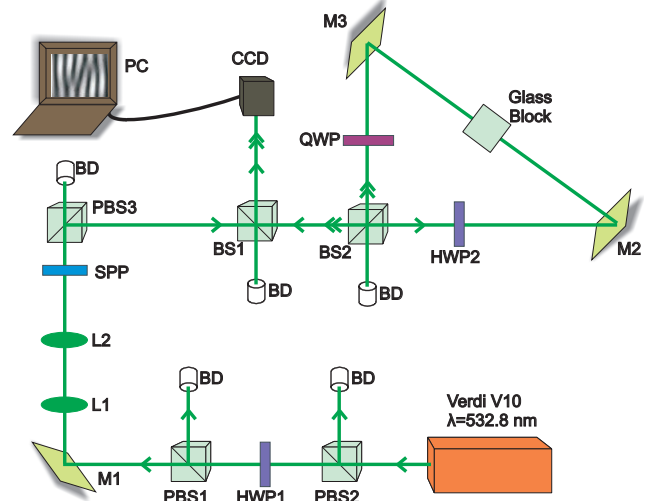 M3
CCD
PC
Glass
Block
QWP
BD
PBS3
BS1
BS2
HWP2
M2
SPP
BD
BD
L2
BD
BD
Verdi V10
λ=532.8 nm
L1
M1
PBS1
HWP1
PBS2